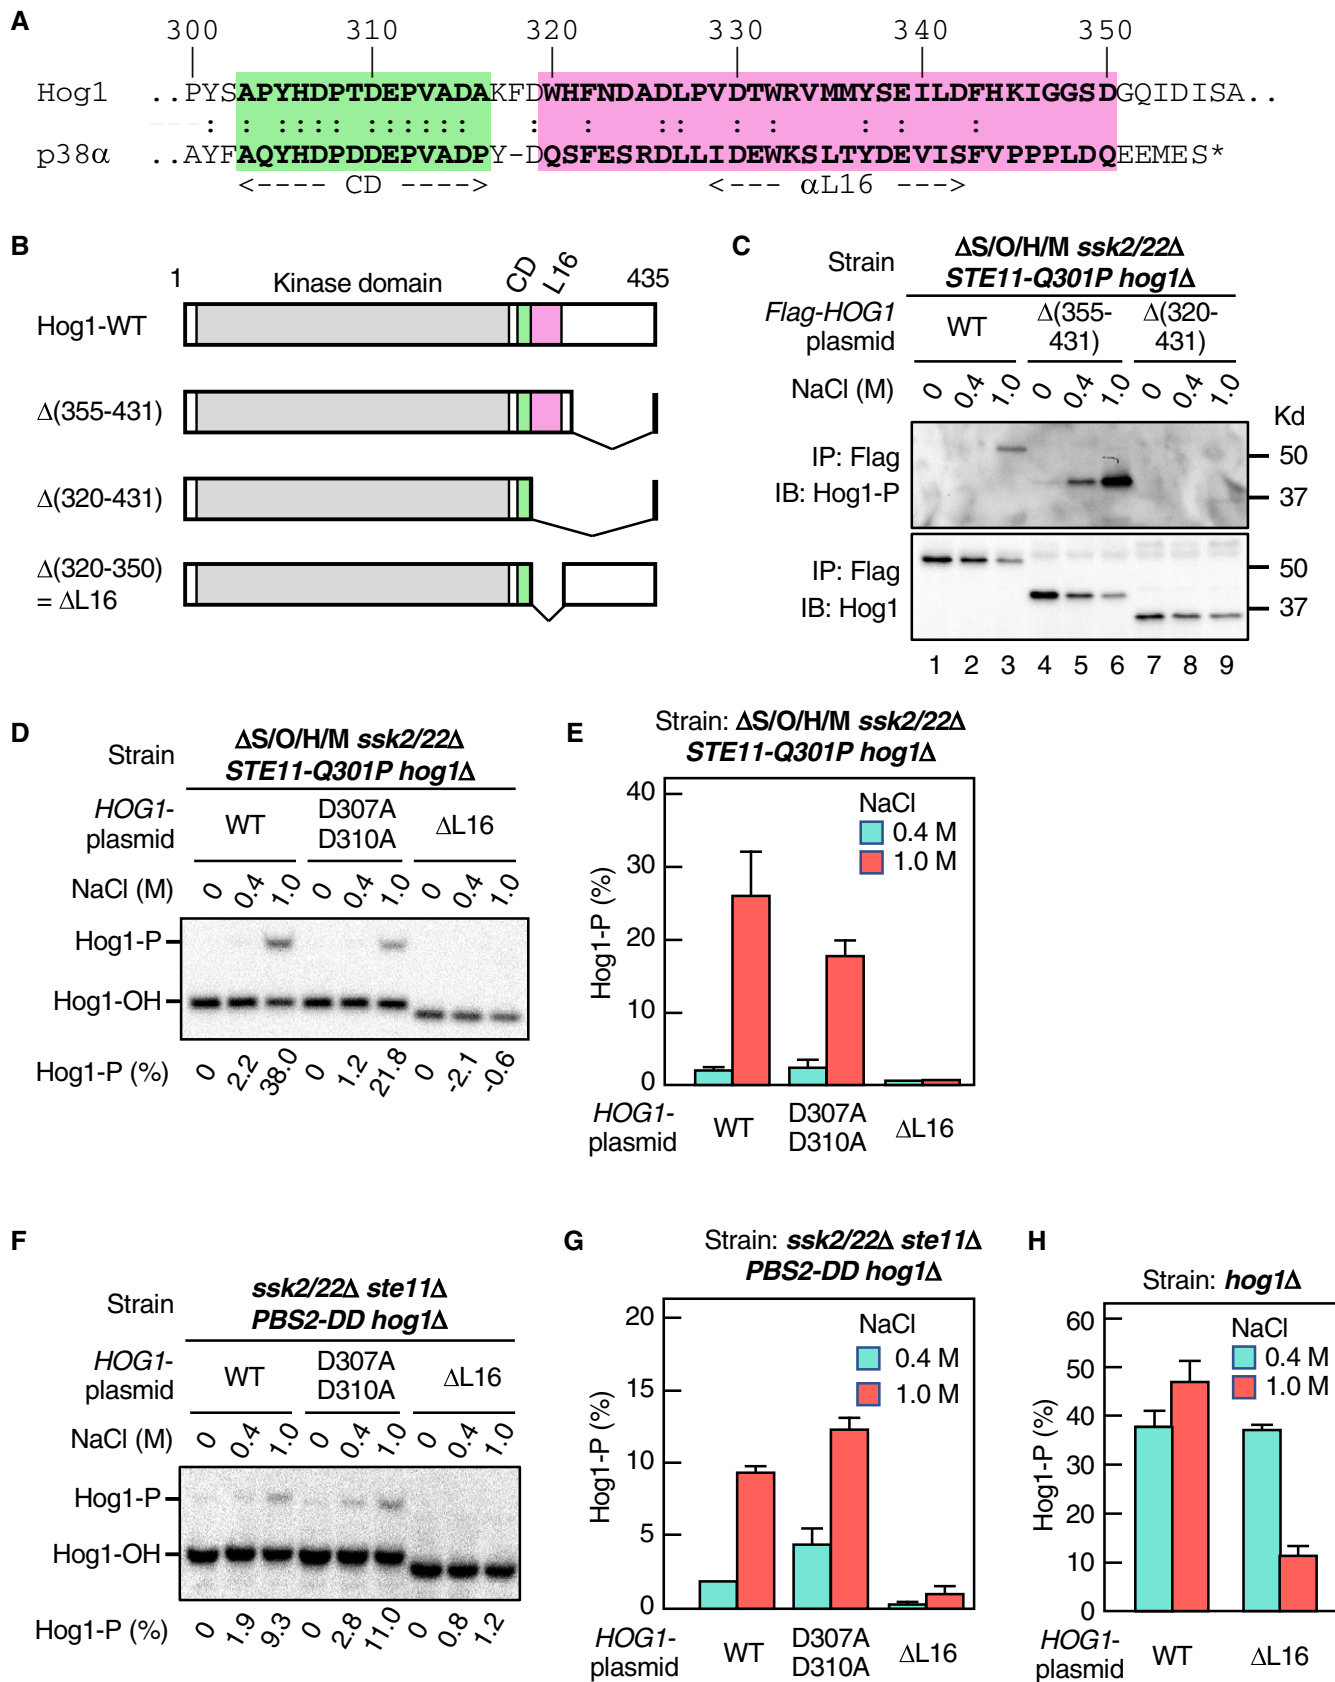 A
300 310 320 330 340 350
Hog1 ..PYSAPYHDPTDEPVADAKFDWHFNDADLPVDTWRVMMYSEILDFHKIGGSDGQIDISA..
: : :::: :::::: : : :: : : : : :
p38α ..AYFAQYHDPDDEPVADPY-DQSFESRDLLIDEWKSLTYDEVISFVPPPLDQEEMES*
<---- CD ----> <--- αL16 --->
B
1 Kinase domain CD L16 435
Hog1-WT
Δ(355-431)
Δ(320-431)
Δ(320-350)
= ΔL16
C
Strain
ΔS/O/H/M ssk2/22Δ
STE11-Q301P hog1Δ
Flag-HOG1
plasmid
WT
Δ(355-
431)
Δ(320-
431)
NaCl (M) 0 0.4 1.0 0 0.4 1.0 0 0.4 1.0
Kd
IP: Flag
IB: Hog1-P
50
37
IP: Flag
IB: Hog1
50
37
1 2 3 4 5 6 7 8 9
D
Strain
ΔS/O/H/M ssk2/22Δ
STE11-Q301P hog1Δ
HOG1-
plasmid
WT
D307A
D310A
ΔL16
NaCl (M) 0 0.4 1.0 0 0.4 1.0 0 0.4 1.0
Hog1-P
Hog1-OH
Hog1-P (%) 0 2.2 38.0 0 1.2 21.8 0 -2.1 -0.6
E
Strain: ΔS/O/H/M ssk2/22Δ
STE11-Q301P hog1Δ
Hog1-P (%)
40
30
20
10
0
NaCl
0.4 M
1.0 M
HOG1-
plasmid
WT
D307A
D310A
ΔL16
F
Strain
ssk2/22Δ ste11Δ
PBS2-DD hog1Δ
HOG1-
plasmid
WT
D307A
D310A
ΔL16
NaCl (M) 0 0.4 1.0 0 0.4 1.0 0 0.4 1.0
Hog1-P
Hog1-OH
Hog1-P (%) 0 1.9 9.3 0 2.8 11.0 0 0.8 1.2
G
Strain: ssk2/22Δ ste11Δ
PBS2-DD hog1Δ
Hog1-P (%)
20
15
10
5
0
NaCl
0.4 M
1.0 M
HOG1-
plasmid
WT
D307A
D310A
ΔL16
H
Strain: hog1Δ
Hog1-P (%)
60
50
40
30
20
10
0
NaCl
0.4 M
1.0 M
HOG1-
plasmid
WT
ΔL16